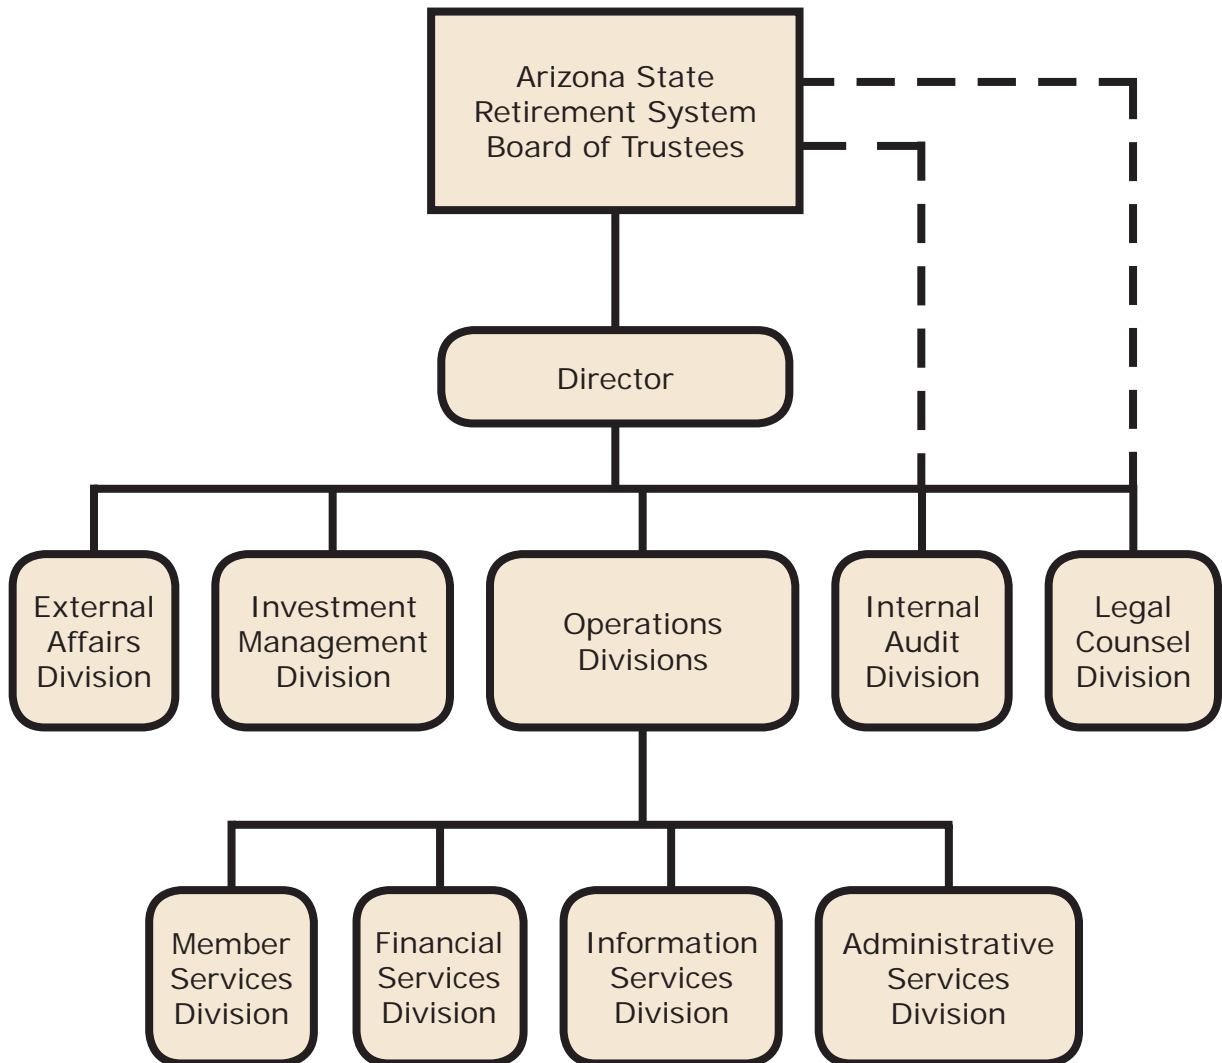 Arizona State
Retirement System
Board of Trustees
Director
External
Affairs
Division
Investment
Management
Division
Operations
Divisions
Internal
Audit
Division
Legal
Counsel
Division
Member
Services
Division
Financial
Services
Division
Information
Services
Division
Administrative
Services
Division